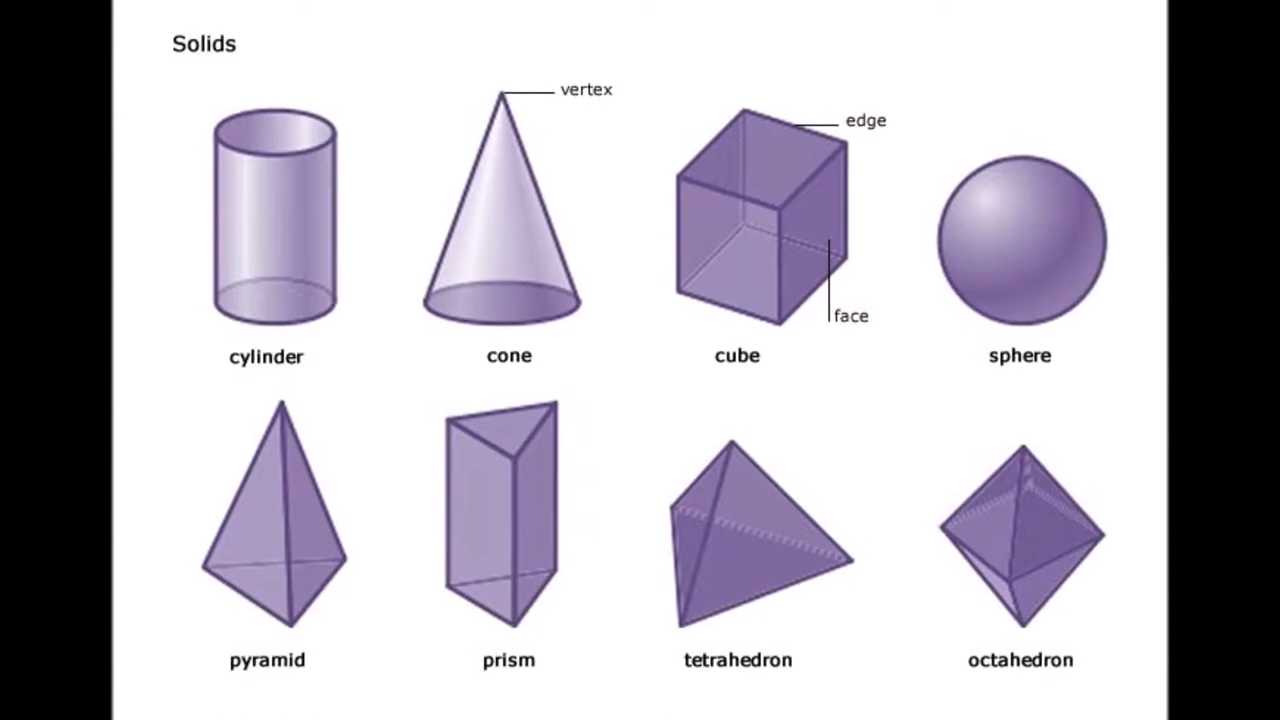 Solids
vertex
edge
face
cylinder
cone
cube
sphere
pyramid
prism
tetrahedron
octahedron